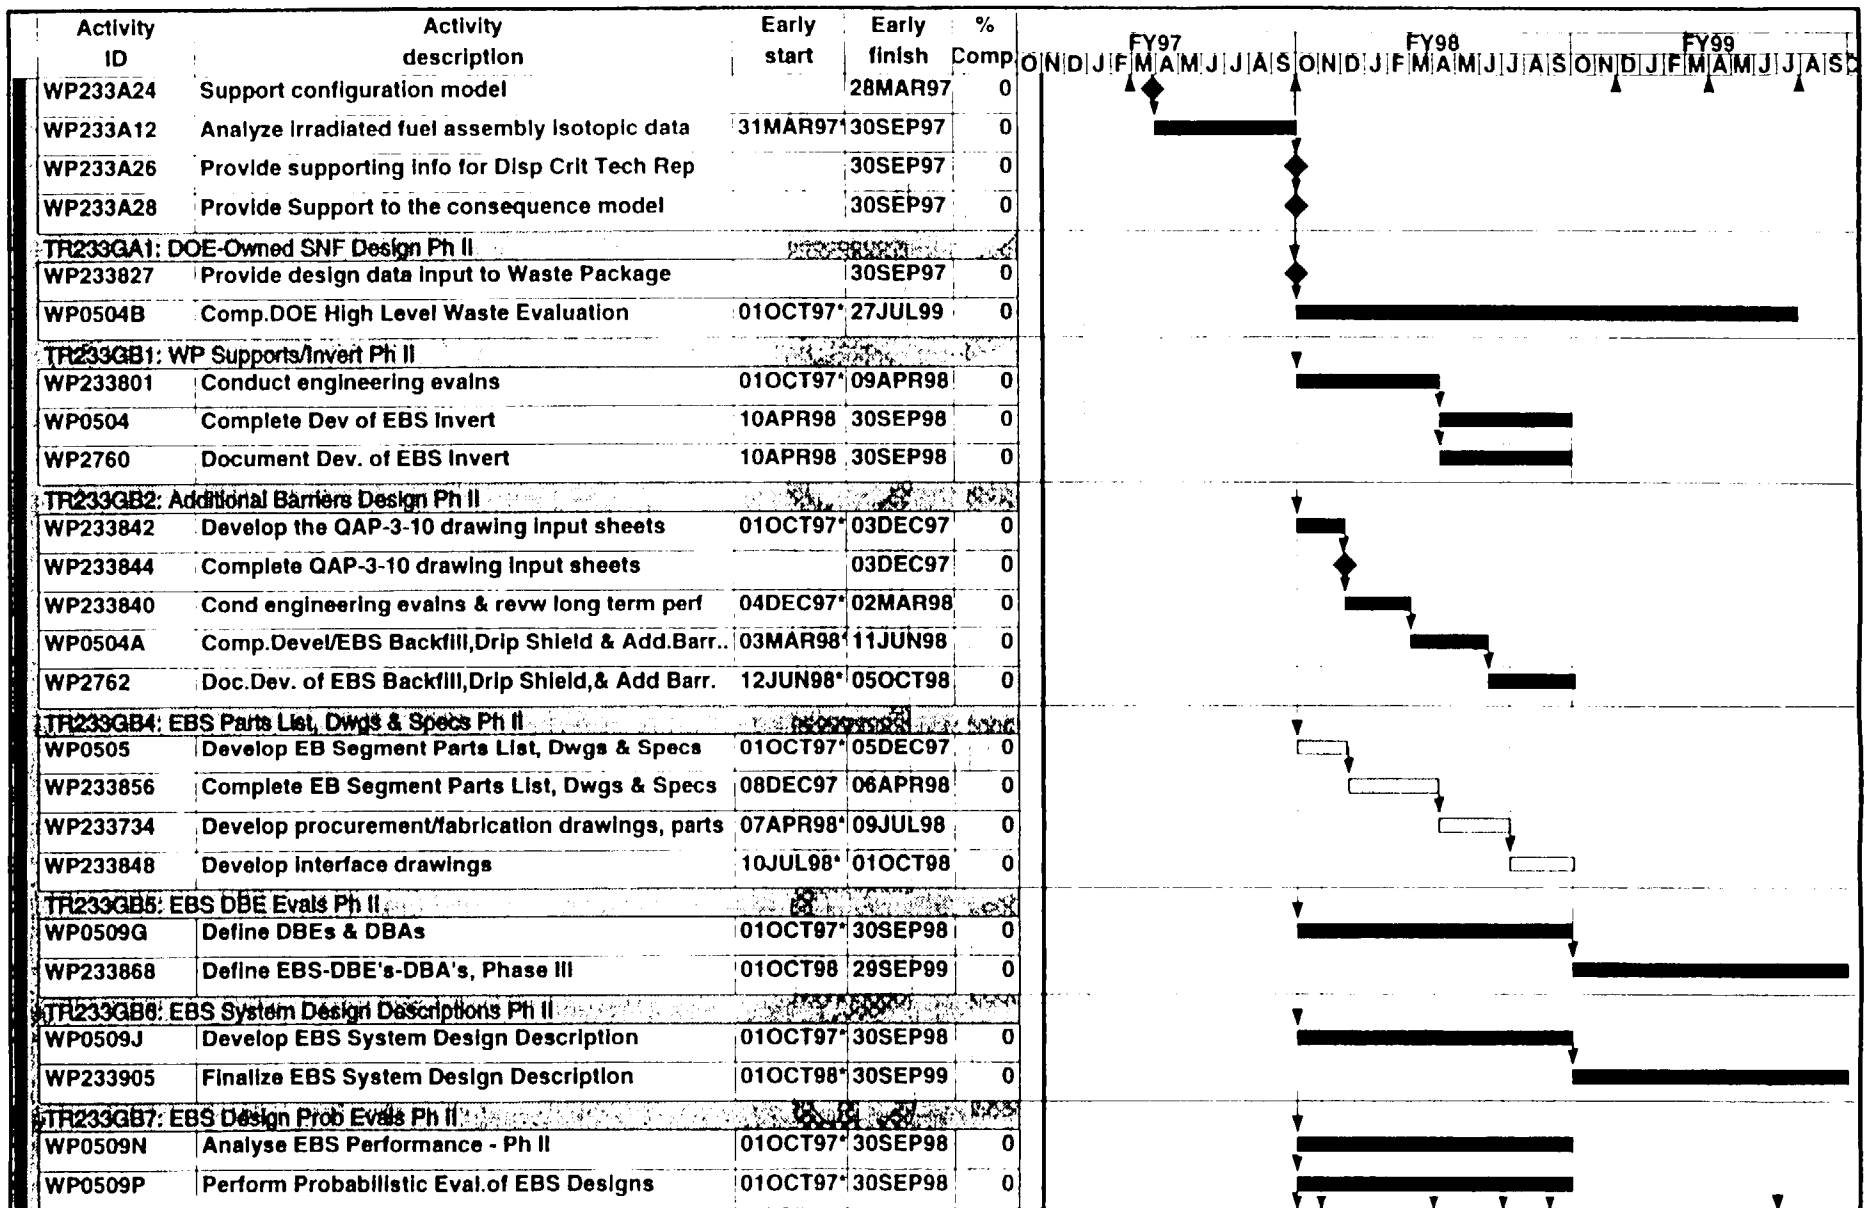 Activity ID Activity description Early start Early finish % Comp
FY97 FY98 FY99
O N D J F M A M J J A S O N D J F M A M J J A S O N D J F M A M J J A S O
WP233A24 Support configuration model 28MAR97 0
WP233A12 Analyze irradiated fuel assembly isotopic data 31MAR97* 30SEP97 0
WP233A26 Provide supporting info for Disp Crit Tech Rep 30SEP97 0
WP233A28 Provide Support to the consequence model 30SEP97 0
TR233GA1: DOE-Owned SNF Design Ph II
WP233827 Provide design data input to Waste Package 30SEP97 0
WP0504B Comp.DOE High Level Waste Evaluation 01OCT97* 27JUL99 0
TR233GB1: WP Supports/Invert Ph II
WP233801 Conduct engineering evalns 01OCT97* 09APR98 0
WP0504 Complete Dev of EBS Invert 10APR98 30SEP98 0
WP2760 Document Dev. of EBS Invert 10APR98 30SEP98 0
TR233GB2: Additional Barriers Design Ph II
WP233842 Develop the QAP-3-10 drawing input sheets 01OCT97* 03DEC97 0
WP233844 Complete QAP-3-10 drawing input sheets 03DEC97 0
WP233840 Cond engineering evalns & revw long term perf 04DEC97* 02MAR98 0
WP0504A Comp.Devel/EBS Backfill,Drip Shield & Add.Barr.. 03MAR98* 11JUN98 0
WP2762 Doc.Dev. of EBS Backfill,Drip Shield,& Add Barr. 12JUN98* 05OCT98 0
TR233GB4: EBS Parts List, Dwgs & Specs Ph II
WP0505 Develop EB Segment Parts List, Dwgs & Specs 01OCT97* 05DEC97 0
WP233856 Complete EB Segment Parts List, Dwgs & Specs 08DEC97 06APR98 0
WP233734 Develop procurement/fabrication drawings, parts 07APR98* 09JUL98 0
WP233848 Develop interface drawings 10JUL98* 01OCT98 0
TR233GB5: EBS DBE Evals Ph II
WP0509G Define DBEs & DBAs 01OCT97* 30SEP98 0
WP233868 Define EBS-DBE's-DBA's, Phase III 01OCT98 29SEP99 0
TR233GB6: EBS System Design Descriptions Ph II
WP0509J Develop EBS System Design Description 01OCT97* 30SEP98 0
WP233905 Finalize EBS System Design Description 01OCT98* 30SEP99 0
TR233GB7: EBS Design Prob Evals Ph II
WP0509N Analyse EBS Performance - Ph II 01OCT97* 30SEP98 0
WP0509P Perform Probabilistic Eval.of EBS Designs 01OCT97* 30SEP98 0